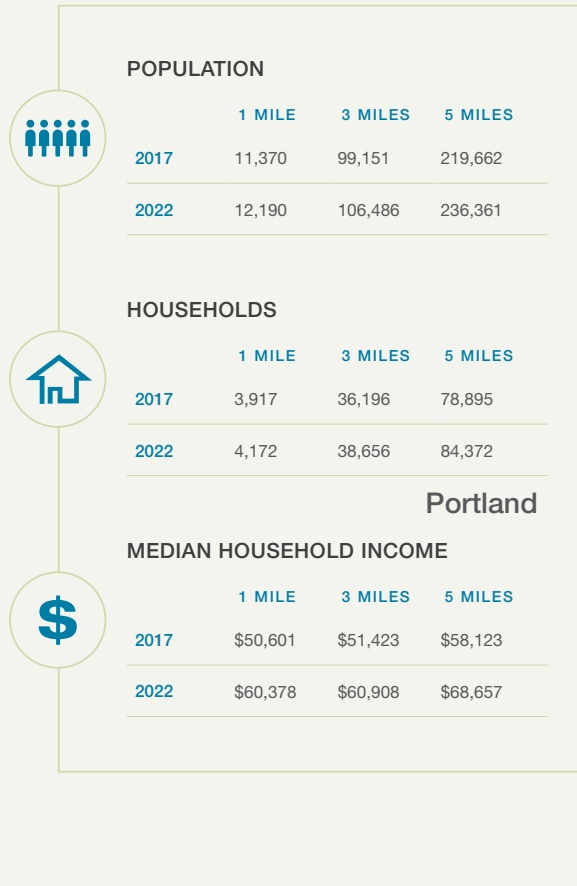 POPULATION
1 MILE 3 MILES 5 MILES
2017 11,370 99,151 219,662
2022 12,190 106,486 236,361
HOUSEHOLDS
1 MILE 3 MILES 5 MILES
2017 3,917 36,196 78,895
2022 4,172 38,656 84,372
Portland
MEDIAN HOUSEHOLD INCOME
1 MILE 3 MILES 5 MILES
$
2017 $50,601 $51,423 $58,123
2022 $60,378 $60,908 $68,657